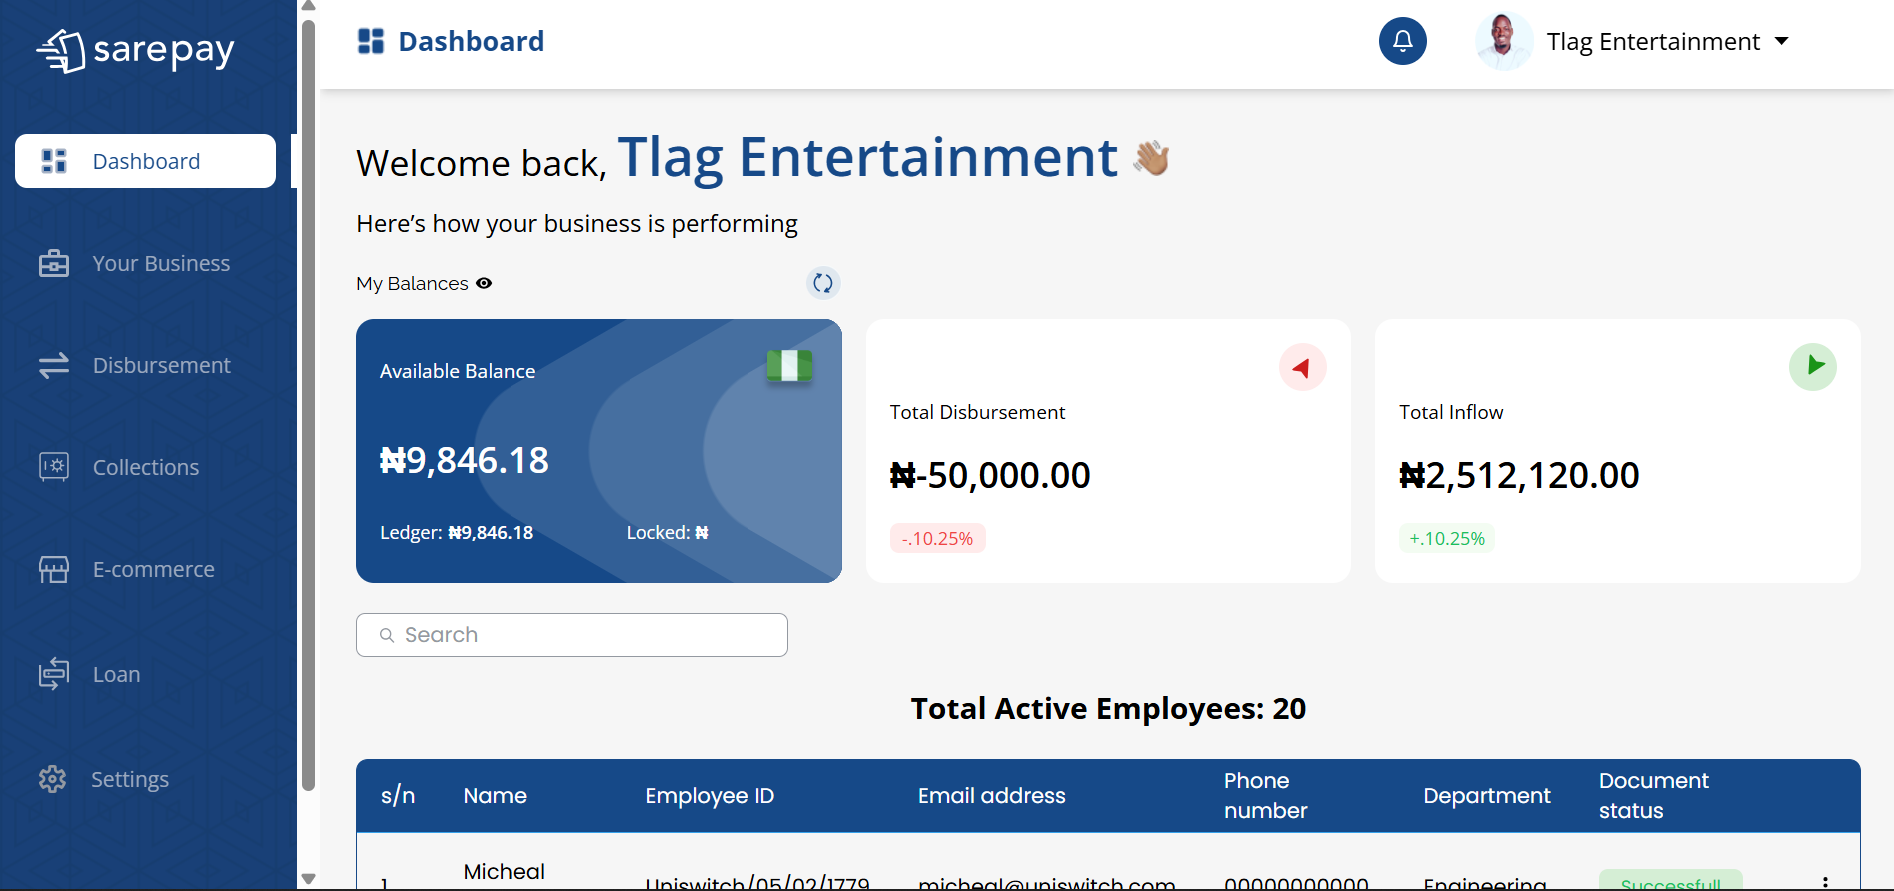 sarepay
Dashboard
Your Business
Disbursement
Collections
E-commerce
Loan
Settings
Dashboard
Tlag Entertainment
Welcome back, Tlag Entertainment
Here’s how your business is performing
My Balances
Available Balance
₦9,846.18
Ledger: ₦9,846.18 Locked: ₦
Total Disbursement
₦-50,000.00
-.10.25%
Total Inflow
₦2,512,120.00
+.10.25%
Search
Total Active Employees: 20
s/n Name Employee ID Email address Phone number Department Document status
1 Micheal Uniswitch/05/02/1779 micheal@uniswitch.com 00000000000 Engineering Successfull